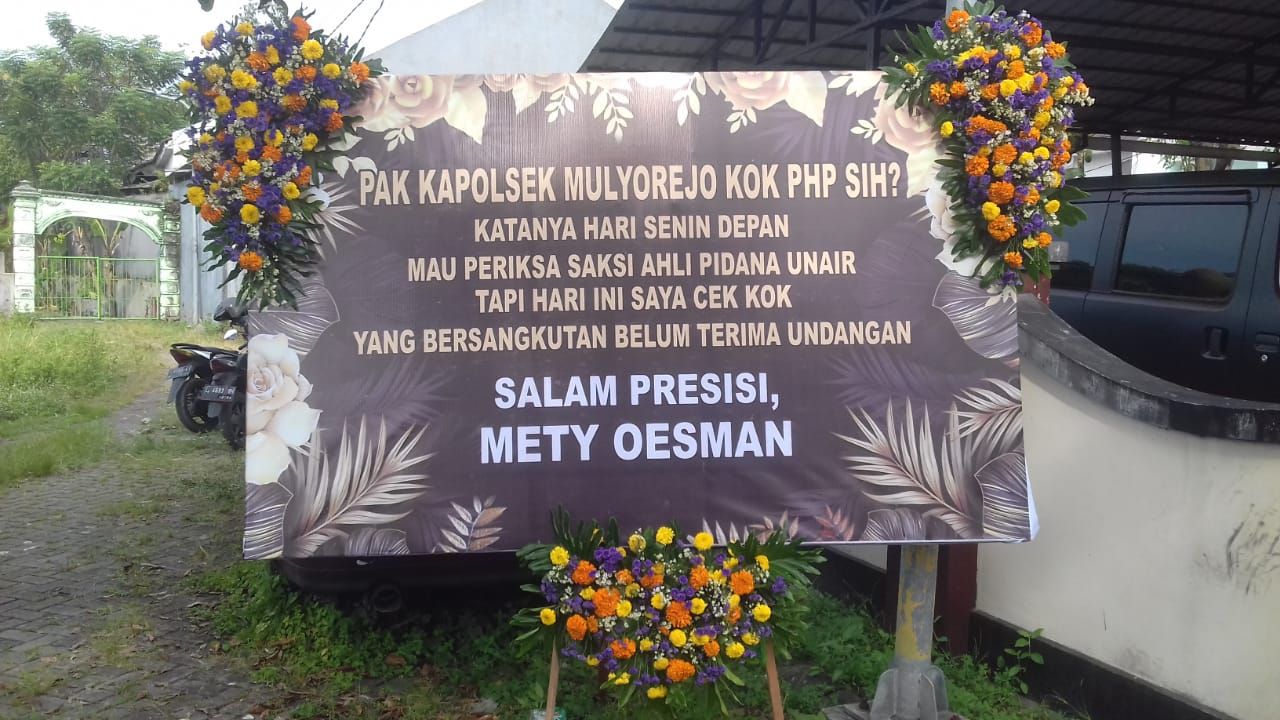 PAK KAPOLSEK MULYOREJO KOK PHP SIH?
KATANYA HARI SENIN DEPAN
MAU PERIKSA SAKSI AHLI PIDANA UNAIR
TAPI HARI INI SAYA CEK KOK
YANG BERSANGKUTAN BELUM TERIMA UNDANGAN
SALAM PRESISI,
METY OESMAN